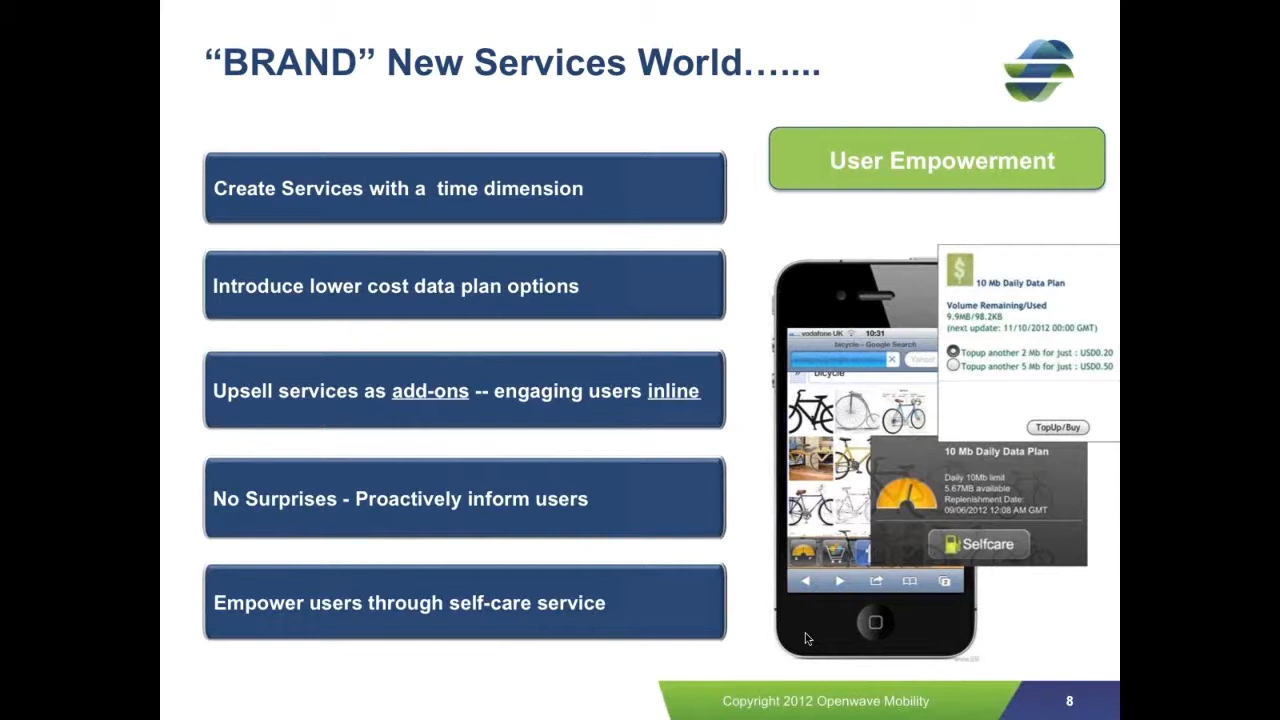 “BRAND” New Services World…....
User Empowerment
Create Services with a  time dimension
Introduce lower cost data plan options
Upsell services as add-ons -- engaging users inline
No Surprises - Proactively inform users
Empower users through self-care service
10 Mb Daily Data Plan
Volume Remaining/Used
9.9MB/98.2KB
(next update: 11/10/2012 00:00 GMT)
Topup another 2 Mb for just : USD0.20
Topup another 5 Mb for just : USD0.50
TopUp/Buy
vodafone UK 10:31
bicycle – Google Search
Yahoo!
bicycle
10 Mb Daily Data Plan
Daily 10Mb limit
5.67MB available
Replenishment Date:
09/06/2012 12:08 AM GMT
Selfcare
Copyright 2012 Openwave Mobility
8